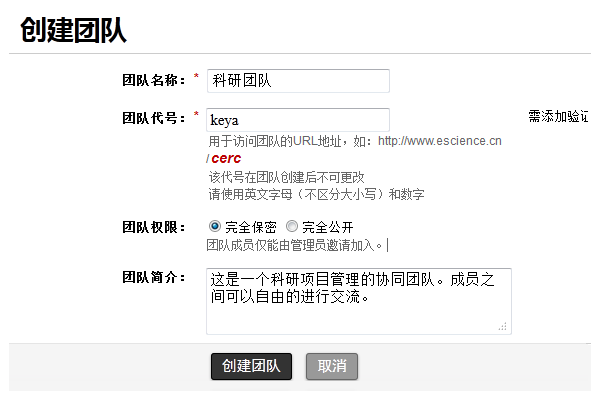 创建团队
团队名称：* 科研团队
团队代号：* keya 需添加验证
用于访问团队的URL地址，如：http://www.escience.cn
/cerc
该代号在团队创建后不可更改
请使用英文字母（不区分大小写）和数字
团队权限： 完全保密 完全公开
团队成员仅能由管理员邀请加入。
团队简介： 这是一个科研项目管理的协同团队。成员之
间可以自由的进行交流。
创建团队 取消